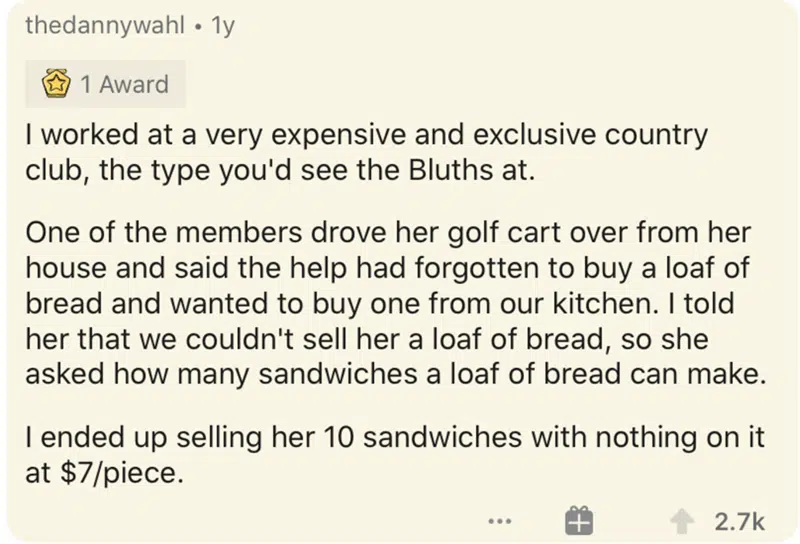 thedannywahl • 1y
1 Award
I worked at a very expensive and exclusive country
club, the type you'd see the Bluths at.
One of the members drove her golf cart over from her
house and said the help had forgotten to buy a loaf of
bread and wanted to buy one from our kitchen. I told
her that we couldn't sell her a loaf of bread, so she
asked how many sandwiches a loaf of bread can make.
I ended up selling her 10 sandwiches with nothing on it
at $7/piece.
2.7k